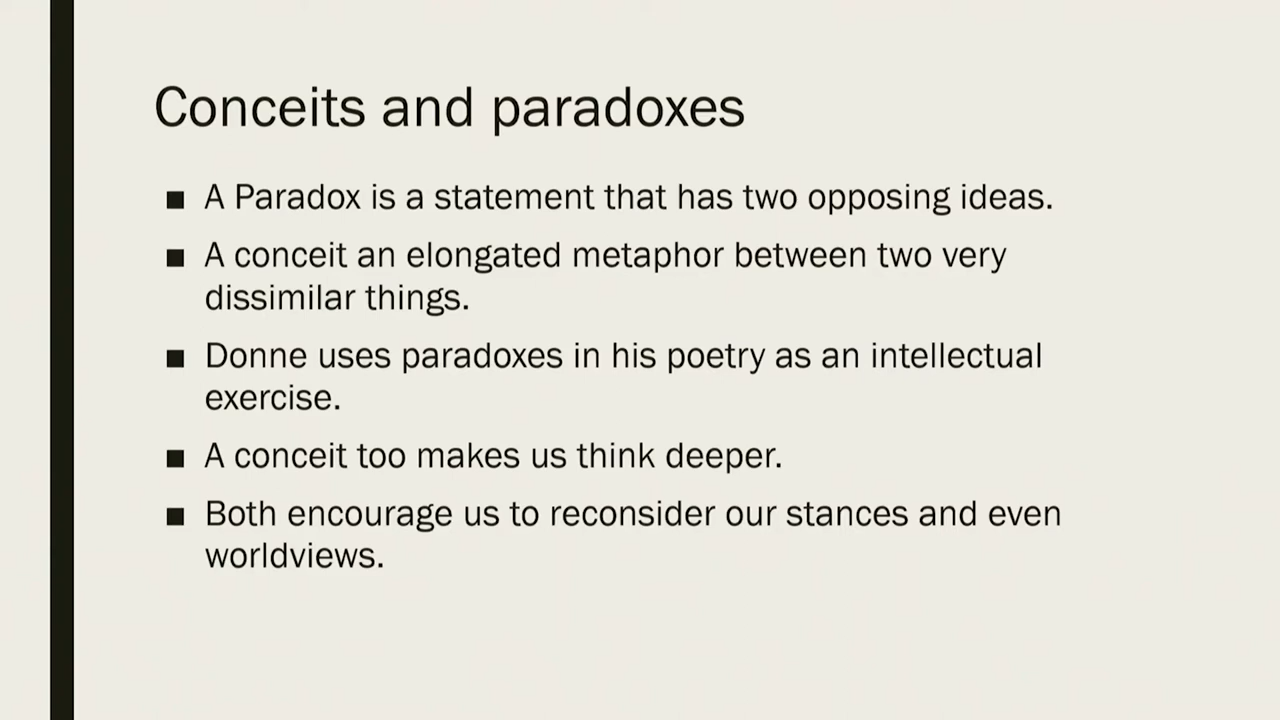 Conceits and paradoxes
■ A Paradox is a statement that has two opposing ideas.
■ A conceit an elongated metaphor between two very
dissimilar things.
■ Donne uses paradoxes in his poetry as an intellectual
exercise.
■ A conceit too makes us think deeper.
■ Both encourage us to reconsider our stances and even
worldviews.